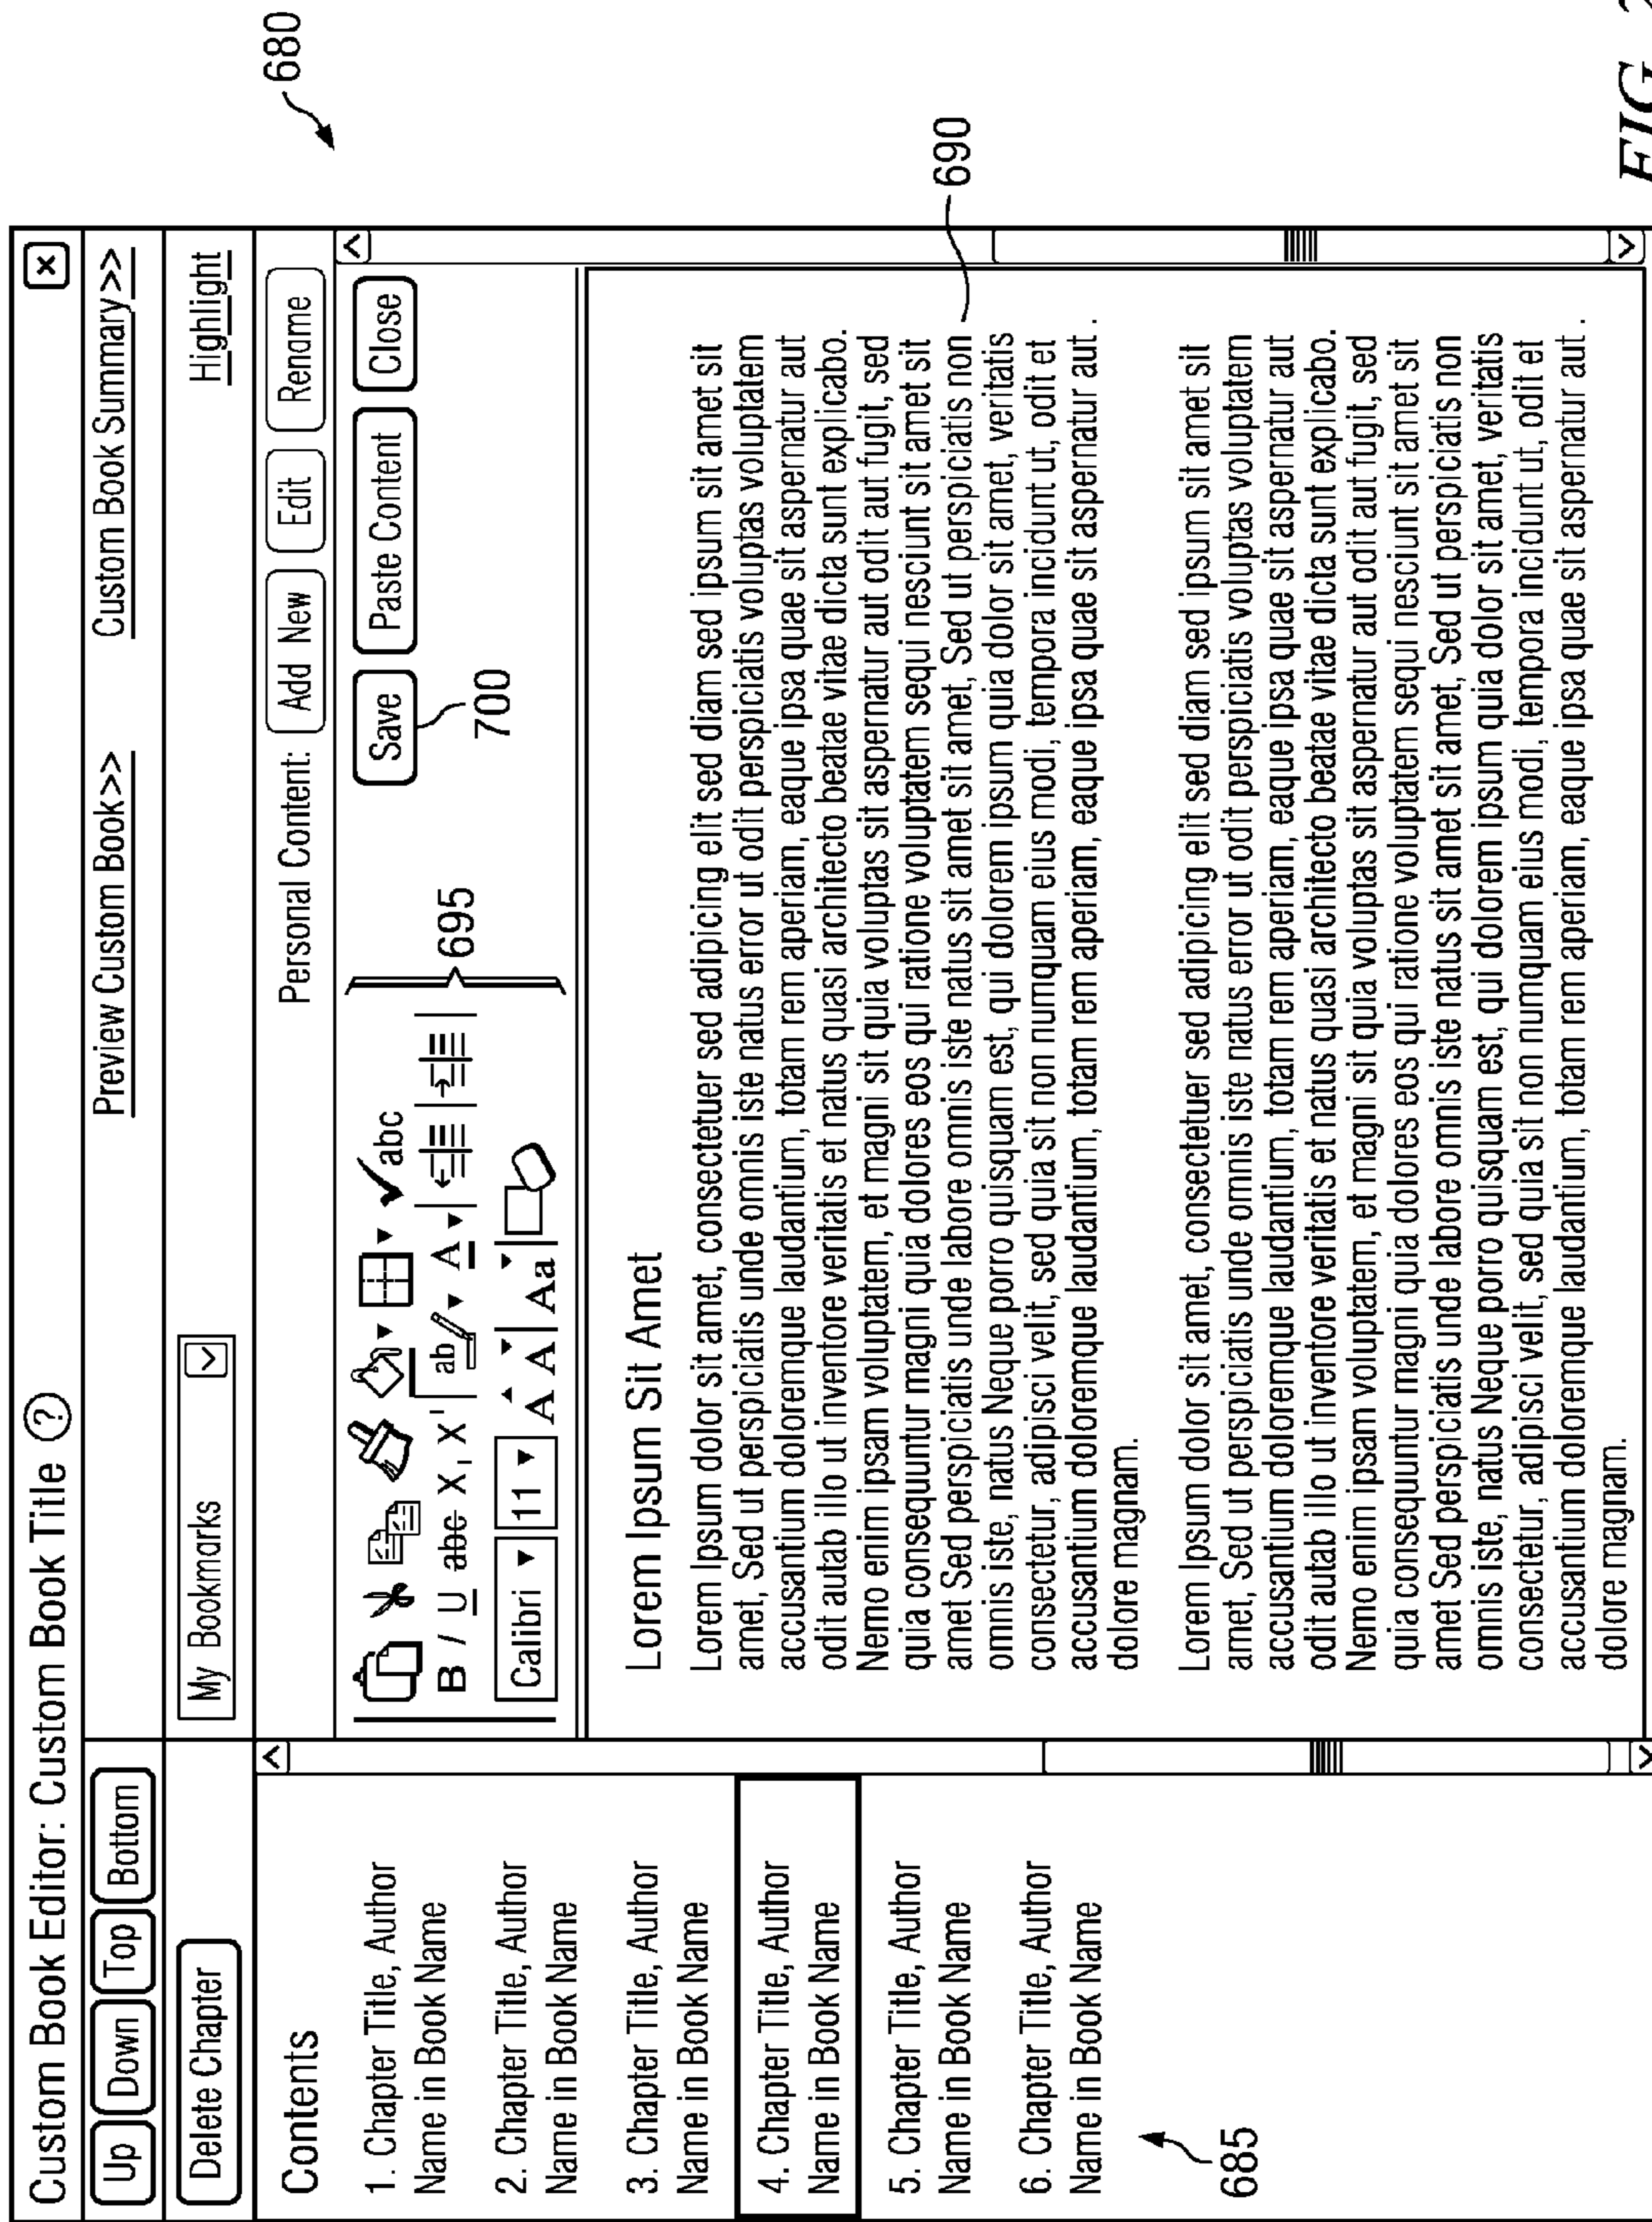 Custom Book Editor: Custom Book Title ?
×
Up Down Top Bottom
Preview Custom Book>>
Custom Book Summary>>
Delete Chapter
My Bookmarks
Highlight
Contents
Personal Content: Add New Edit Rename
1. Chapter Title, Author
Name in Book Name
2. Chapter Title, Author
Name in Book Name
3. Chapter Title, Author
Name in Book Name
4. Chapter Title, Author
Name in Book Name
5. Chapter Title, Author
Name in Book Name
6. Chapter Title, Author
Name in Book Name
685
abc
B I U abc X, X' ab A
Calibri 11 A A Aa
695
Save Paste Content Close
700
680
Lorem Ipsum Sit Amet
Lorem Ipsum dolor sit amet, consectetuer sed adipicing elit sed diam sed ipsum sit amet sit
amet, Sed ut perspiciatis unde omnis iste natus error ut odit perspiciatis voluptas voluptatem
accusantium doloremque laudantium, totam rem aperiam, eaque ipsa quae sit aspernatur aut
odit autab illo ut inventore veritatis et natus quasi architecto beatae vitae dicta sunt explicabo.
Nemo enim ipsam voluptatem, et magni sit quia voluptas sit aspernatur aut odit aut fugit, sed
quia consequuntur magni quia dolores eos qui ratione voluptatem sequi nesciunt sit amet sit
amet Sed perspiciatis unde labore omnis iste natus sit amet sit amet, Sed ut perspiciatis non
omnis iste, natus Neque porro quisquam est, qui dolorem ipsum quia dolor sit amet, veritatis
consectetur, adipisci velit, sed quia sit non numquam eius modi, tempora incidunt ut, odit et
accusantium doloremque laudantium, totam rem aperiam, eaque ipsa quae sit aspernatur aut .
dolore magnam.
690
Lorem Ipsum dolor sit amet, consectetuer sed adipicing elit sed diam sed ipsum sit amet sit
amet, Sed ut perspiciatis unde omnis iste natus error ut odit perspiciatis voluptas voluptatem
accusantium doloremque laudantium, totam rem aperiam, eaque ipsa quae sit aspernatur aut
odit autab illo ut inventore veritatis et natus quasi architecto beatae vitae dicta sunt explicabo.
Nemo enim ipsam voluptatem, et magni sit quia voluptas sit aspernatur aut odit aut fugit, sed
quia consequuntur magni quia dolores eos qui ratione voluptatem sequi nesciunt sit amet sit
amet Sed perspiciatis unde labore omnis iste natus sit amet sit amet, Sed ut perspiciatis non
omnis iste, natus Neque porro quisquam est, qui dolorem ipsum quia dolor sit amet, veritatis
consectetur, adipisci velit, sed quia sit non numquam eius modi, tempora incidunt ut, odit et
accusantium doloremque laudantium, totam rem aperiam, eaque ipsa quae sit aspernatur aut .
dolore magnam.
FIG.